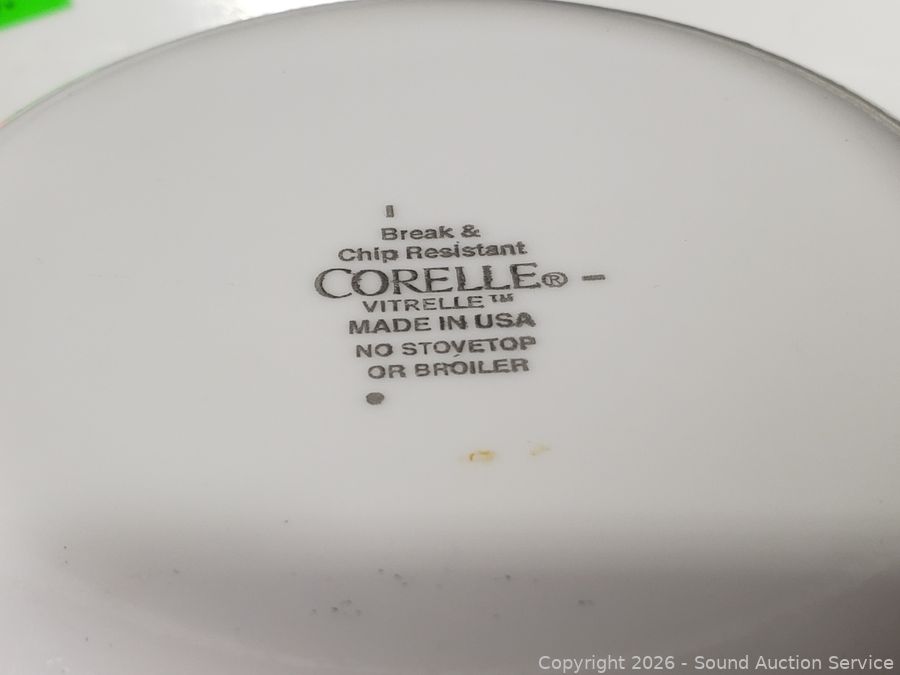 Break &
Chip Resistant
CORELLE® -
VITRELLE™
MADE IN USA
NO STOVETOP
OR BROILER
Copyright 2026 - Sound Auction Service